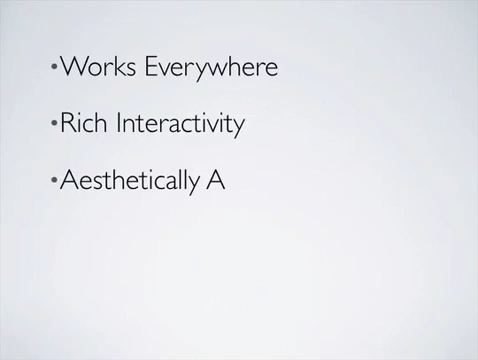 •Works Everywhere
•Rich Interactivity
•Aesthetically A